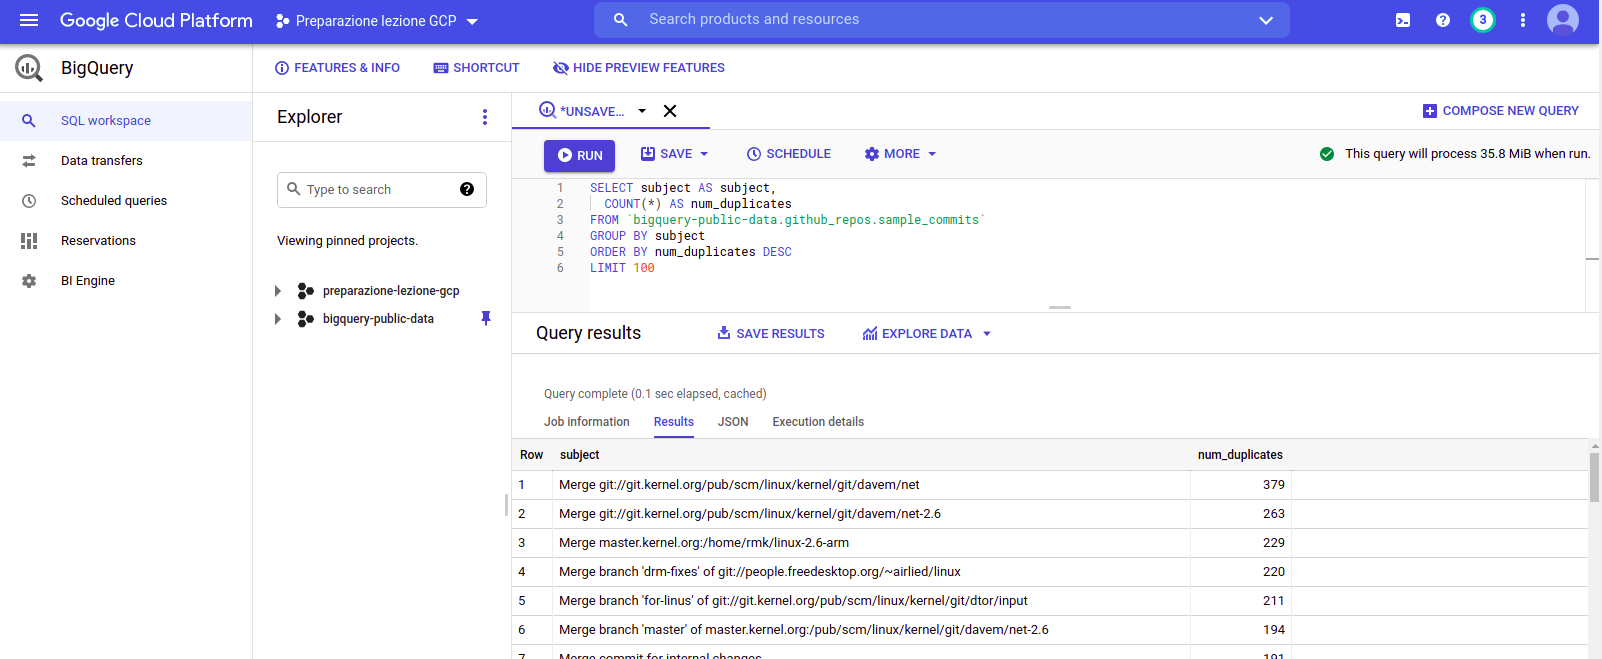 Google Cloud Platform
Preparazione lezione GCP
Search products and resources
3
BigQuery
FEATURES & INFO
SHORTCUT
HIDE PREVIEW FEATURES
SQL workspace
Data transfers
Scheduled queries
Reservations
BI Engine
Explorer
Type to search
Viewing pinned projects.
preparazione-lezione-gcp
bigquery-public-data
*UNSAVE...
COMPOSE NEW QUERY
RUN
SAVE
SCHEDULE
MORE
This query will process 35.8 MiB when run.
1 SELECT subject AS subject,
2 COUNT(*) AS num_duplicates
3 FROM `bigquery-public-data.github_repos.sample_commits`
4 GROUP BY subject
5 ORDER BY num_duplicates DESC
6 LIMIT 100
Query results
SAVE RESULTS
EXPLORE DATA
Query complete (0.1 sec elapsed, cached)
Job information Results JSON Execution details
Row subject num_duplicates
1 Merge git://git.kernel.org/pub/scm/linux/kernel/git/davem/net 379
2 Merge git://git.kernel.org/pub/scm/linux/kernel/git/davem/net-2.6 263
3 Merge master.kernel.org:/home/rmk/linux-2.6-arm 229
4 Merge branch 'drm-fixes' of git://people.freedesktop.org/~airlied/linux 220
5 Merge branch 'for-linus' of git://git.kernel.org/pub/scm/linux/kernel/git/dtor/input 211
6 Merge branch 'master' of master.kernel.org:/pub/scm/linux/kernel/git/davem/net-2.6 194
7 Merge commit for internal changes 191